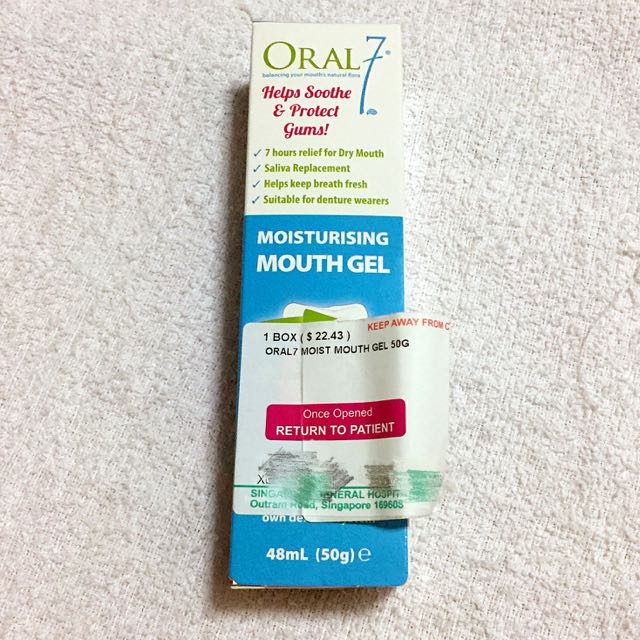 ORAL7®
balancing your mouth's natural flora
Helps Soothe
& Protect
Gums!
✓ 7 hours relief for Dry Mouth
✓ Saliva Replacement
✓ Helps keep breath fresh
✓ Suitable for denture wearers
MOISTURISING
MOUTH GEL
KEEP AWAY FROM C
1 BOX ( $ 22.43 )
ORAL7 MOIST MOUTH GEL 50G
Once Opened
RETURN TO PATIENT
Outram Road, Singapore 169608
own
48mL (50g) ℮